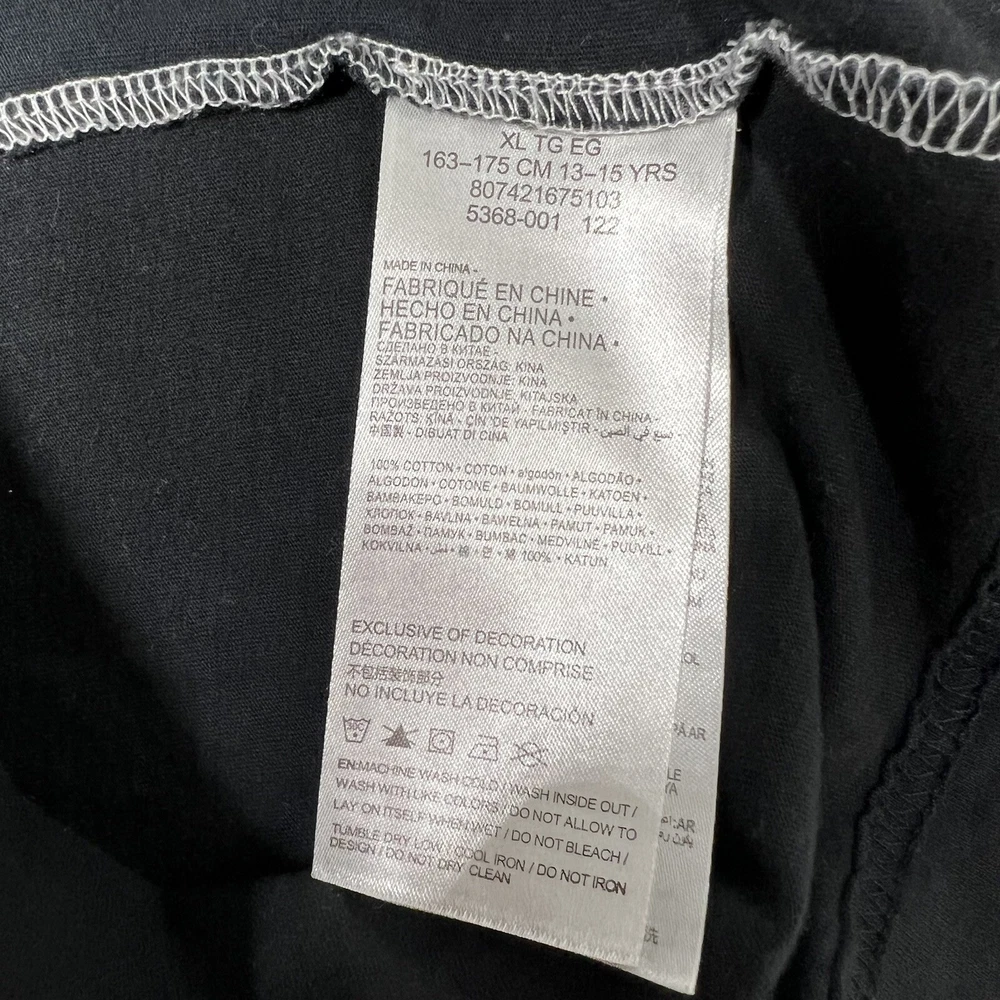 XL TG EG
163–175 CM 13–15 YRS
807421675103
5368-001 122
MADE IN CHINA -
FABRIQUÉ EN CHINE •
HECHO EN CHINA •
FABRICADO NA CHINA •
СДЕЛАНО В КИТАЕ -
SZÁRMAZÁSI ORSZÁG: KÍNA
ZEMLJA PROIZVODNJE: KINA
DRŽAVA PROIZVODNJE: KITAJSKA
ПРОИЗВЕДЕНО В КИТАЙ - FABRICAT ÎN CHINA -
RAŽOTS: ĶĪNA - ÇİN 'DE YAPILMIŞTIR -
中国製 - DIBUAT DI CINA
100% COTTON • COTON • algodón • ALGODÃO •
ALGODON • COTONE • BAUMWOLLE • KATOEN •
ΒΑΜΒΑΚΕΡΟ • BOMULD • BOMULL • PUUVILLA •
ХЛОПОК • BAVLNA • BAWEŁNA • PAMUT • PAMUK •
BOMBAŽ • ПАМУК • BUMBAC • MEDVILNĖ • PUUVILL •
KOKVILNA • 棉 • 면 • 綿 100% • KATUN
EXCLUSIVE OF DECORATION
DÉCORATION NON COMPRISE
不包括装饰部分
NO INCLUYE LA DECORACIÓN
30C
EN:MACHINE WASH COLD / WASH INSIDE OUT /
WASH WITH LIKE COLORS / DO NOT ALLOW TO
LAY ON ITSELF WHEN WET / DO NOT BLEACH /
TUMBLE DRY LOW / COOL IRON / DO NOT IRON
DESIGN / DO NOT DRY CLEAN